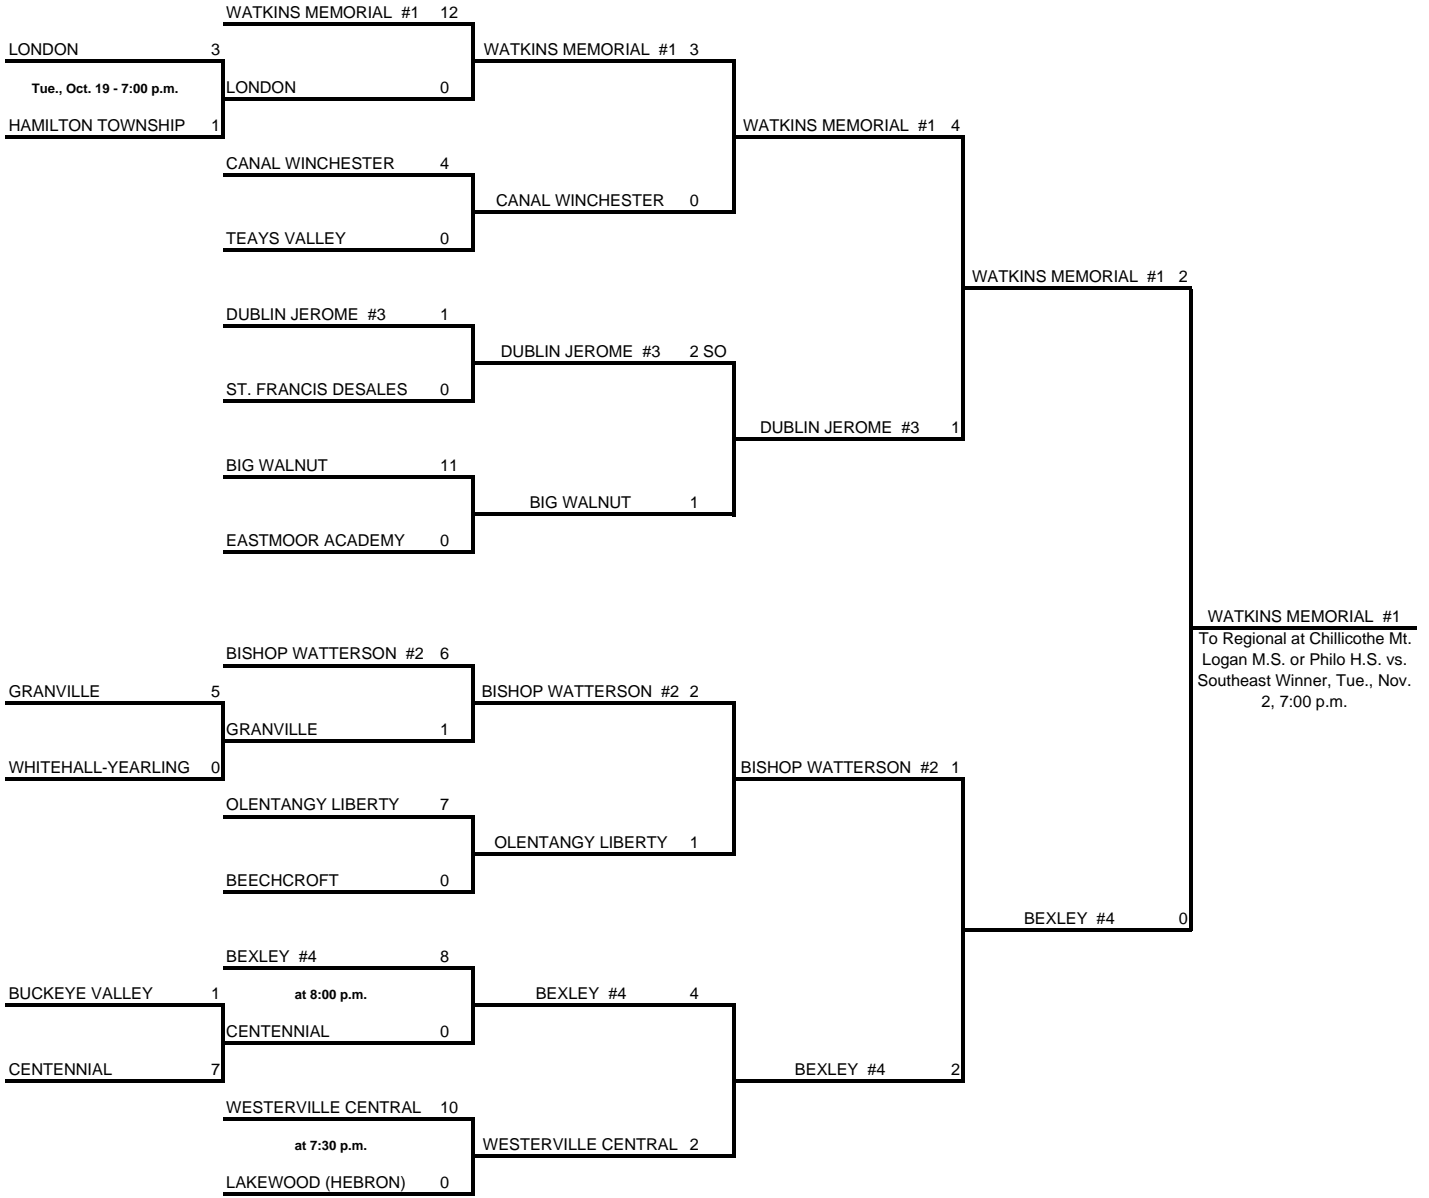 WATKINS MEMORIAL #1 12
LONDON 3
WATKINS MEMORIAL #1 3
Tue., Oct. 19 - 7:00 p.m.
LONDON 0
HAMILTON TOWNSHIP 1
WATKINS MEMORIAL #1 4
CANAL WINCHESTER 4
CANAL WINCHESTER 0
TEAYS VALLEY 0
WATKINS MEMORIAL #1 2
DUBLIN JEROME #3 1
DUBLIN JEROME #3 2 SO
ST. FRANCIS DESALES 0
DUBLIN JEROME #3 1
BIG WALNUT 11
BIG WALNUT 1
EASTMOOR ACADEMY 0
WATKINS MEMORIAL #1
To Regional at Chillicothe Mt.
Logan M.S. or Philo H.S. vs.
Southeast Winner, Tue., Nov.
2, 7:00 p.m.
BISHOP WATTERSON #2 6
GRANVILLE 5
BISHOP WATTERSON #2 2
GRANVILLE 1
WHITEHALL-YEARLING 0
BISHOP WATTERSON #2 1
OLENTANGY LIBERTY 7
OLENTANGY LIBERTY 1
BEECHCROFT 0
BEXLEY #4 0
BEXLEY #4 8
BUCKEYE VALLEY 1
at 8:00 p.m.
BEXLEY #4 4
CENTENNIAL 0
CENTENNIAL 7
BEXLEY #4 2
WESTERVILLE CENTRAL 10
at 7:30 p.m.
WESTERVILLE CENTRAL 2
LAKEWOOD (HEBRON) 0